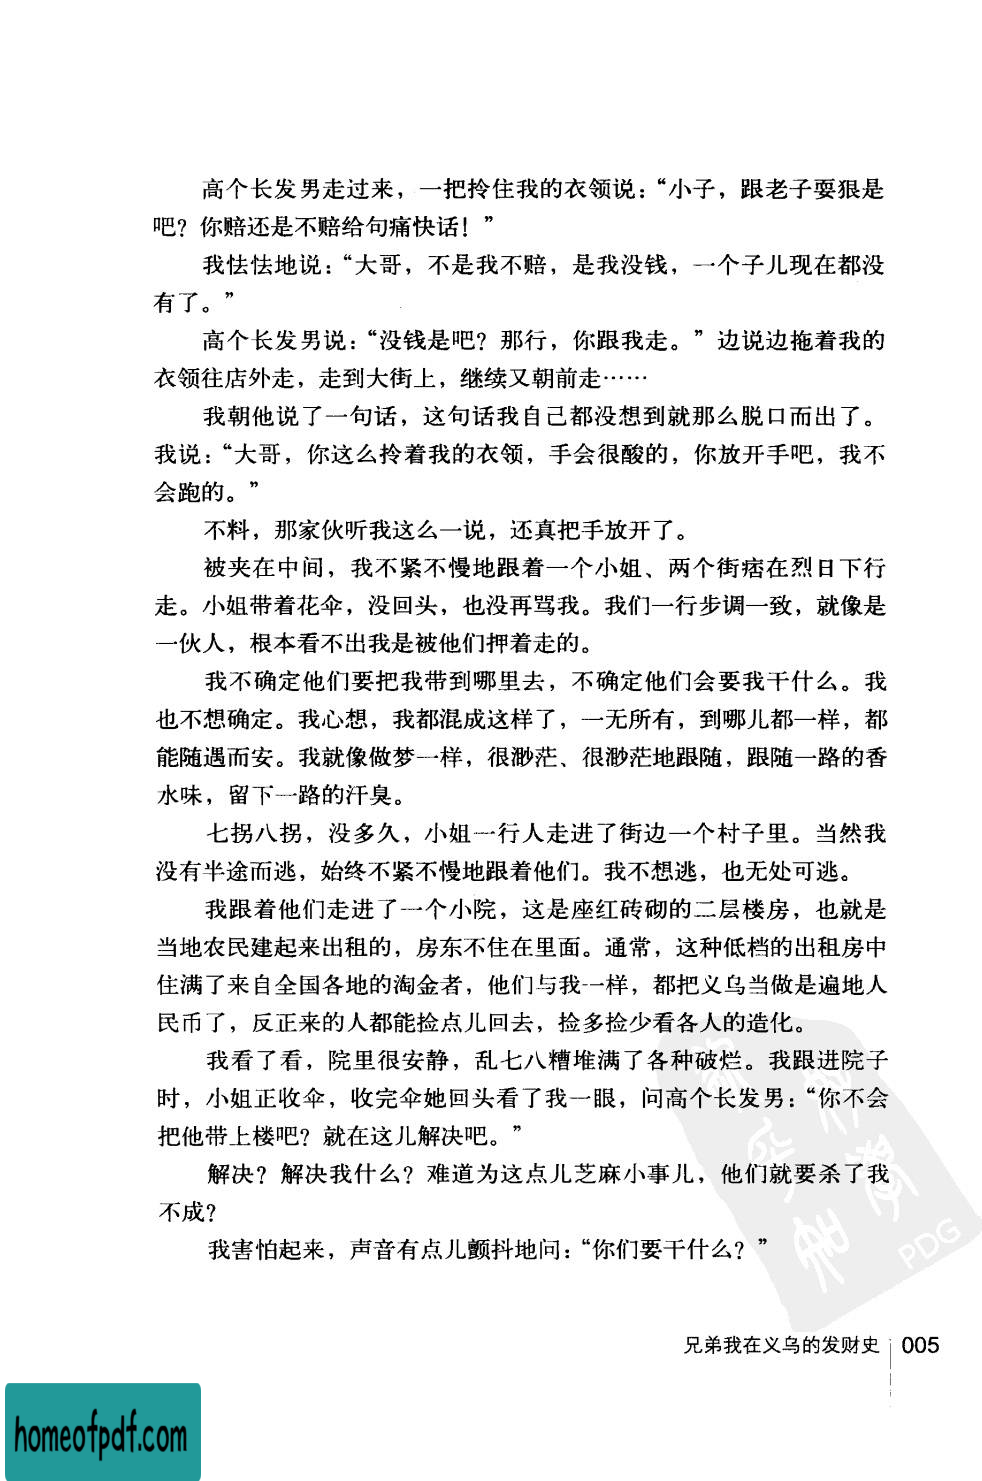 高个长发男走过来，一把拎住我的衣领说：“小子，跟老子耍狠是
吧？你赔还是不赔给句痛快话！”
我怯怯地说：“大哥，不是我不赔，是我没钱，一个子儿现在都没
有了。”
高个长发男说：“没钱是吧？那行，你跟我走。”边说边拖着我的
衣领往店外走，走到大街上，继续又朝前走……
我朝他说了一句话，这句话我自己都没想到就那么脱口而出了。
我说：“大哥，你这么拎着我的衣领，手会很酸的，你放开手吧，我不
会跑的。”
不料，那家伙听我这么一说，还真把手放开了。
被夹在中间，我不紧不慢地跟着一个小姐、两个街痞在烈日下行
走。小姐带着花伞，没回头，也没再骂我。我们一行步调一致，就像是
一伙人，根本看不出我是被他们押着走的。
我不确定他们要把我带到哪里去，不确定他们会要我干什么。我
也不想确定。我心想，我都混成这样了，一无所有，到哪儿都一样，都
能随遇而安。我就像做梦一样，很渺茫、很渺茫地跟随，跟随一路的香
水味，留下一路的汗臭。
七拐八拐，没多久，小姐一行人走进了街边一个村子里。当然我
没有半途而逃，始终不紧不慢地跟着他们。我不想逃，也无处可逃。
我跟着他们走进了一个小院，这是座红砖砌的二层楼房，也就是
当地农民建起来出租的，房东不住在里面。通常，这种低档的出租房中
住满了来自全国各地的淘金者，他们与我一样，都把义乌当做是遍地人
民币了，反正来的人都能捡点儿回去，捡多捡少看各人的造化。
我看了看，院里很安静，乱七八糟堆满了各种破烂。我跟进院子
时，小姐正收伞，收完伞她回头看了我一眼，问高个长发男：“你不会
把他带上楼吧？就在这儿解决吧。”
解决？解决我什么？难道为这点儿芝麻小事儿，他们就要杀了我
不成？
我害怕起来，声音有点儿颤抖地问：“你们要干什么？”
PDG
兄弟我在义乌的发财史 005
homeofpdf.com